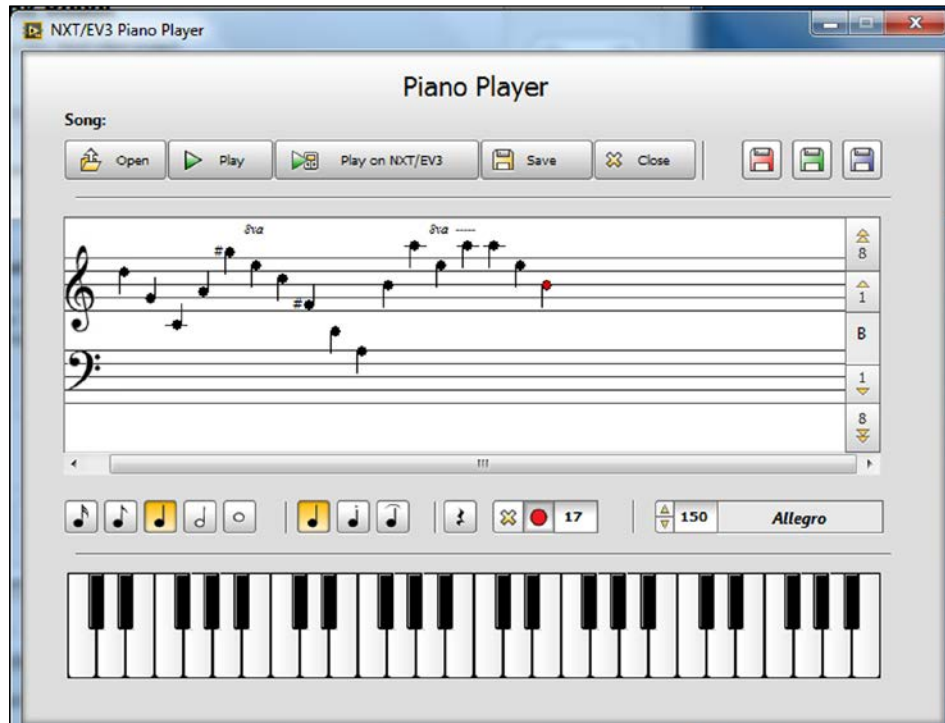 NXT/EV3 Piano Player
Piano Player
Song:
Open Play Play on NXT/EV3 Save Close
8va 8va -----
#
#
8
1
B
1
8
17 150 Allegro